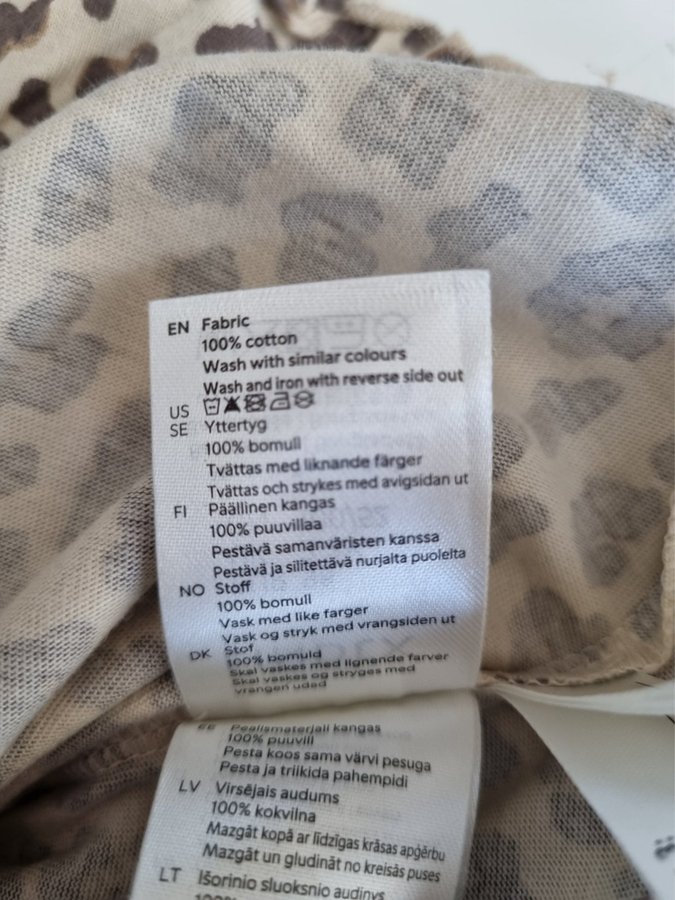 EN Fabric
100% cotton
Wash with similar colours
Wash and iron with reverse side out
US
SE Yttertyg
100% bomull
Tvättas med liknande färger
Tvättas och strykes med avigsidan ut
FI Päällinen kangas
100% puuvillaa
Pestävä samanväristen kanssa
Pestävä ja silitettävä nurjalta puolelta
NO Stoff
100% bomull
Vask med like farger
Vask og stryk med vrangsiden ut
DK Stof
100% bomuld
Skal vaskes med lignende farver
Skal vaskes og stryges med
vrangen udad
EE Pealismaterjali kangas
100% puuvill
Pesta koos sama värvi pesuga
Pesta ja triikida pahempidi
LV Virsējais audums
100% kokvilna
Mazgāt kopā ar līdzīgas krāsas apģērbu
Mazgāt un gludināt no kreisās puses
LT Išorinio sluoksnio audinys
100%